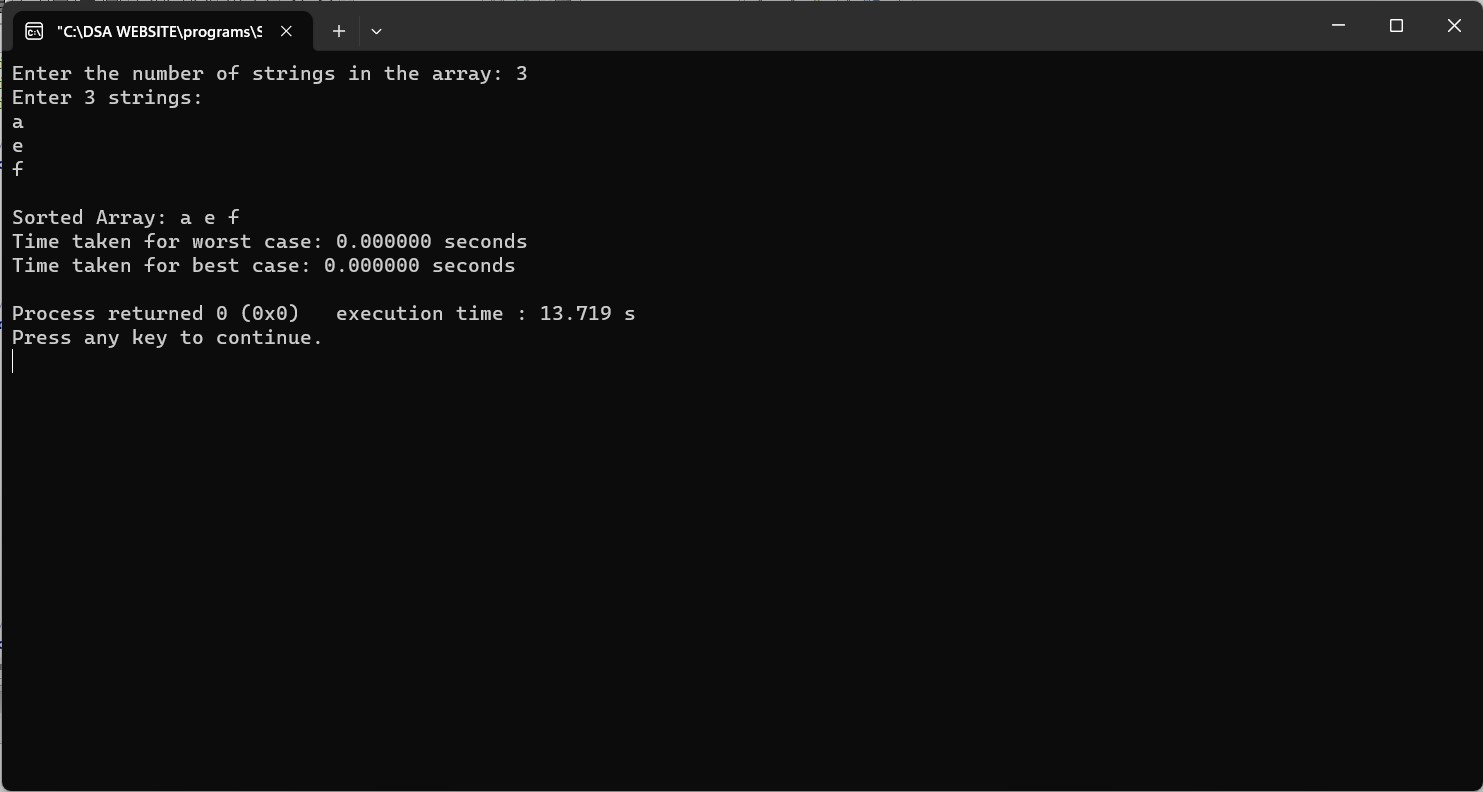 "C:\DSA WEBSITE\programs\S
Enter the number of strings in the array: 3
Enter 3 strings:
a
e
f
Sorted Array: a e f
Time taken for worst case: 0.000000 seconds
Time taken for best case: 0.000000 seconds
Process returned 0 (0x0)   execution time : 13.719 s
Press any key to continue.